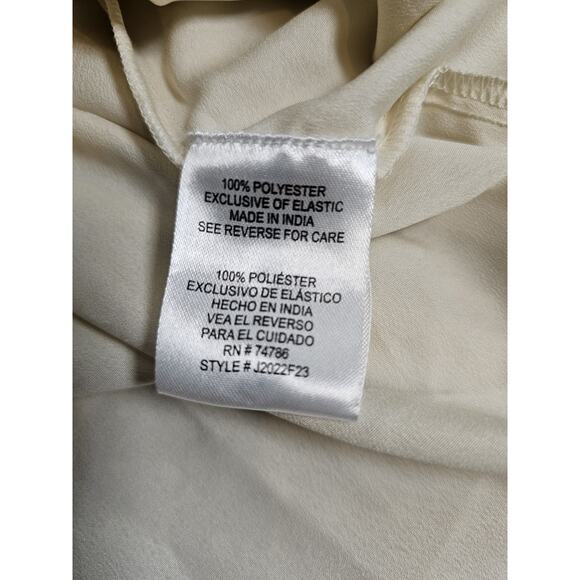 100% POLYESTER
EXCLUSIVE OF ELASTIC
MADE IN INDIA
SEE REVERSE FOR CARE
100% POLIÉSTER
EXCLUSIVO DE ELÁSTICO
HECHO EN INDIA
VEA EL REVERSO
PARA EL CUIDADO
RN # 74786
STYLE # J2022F23